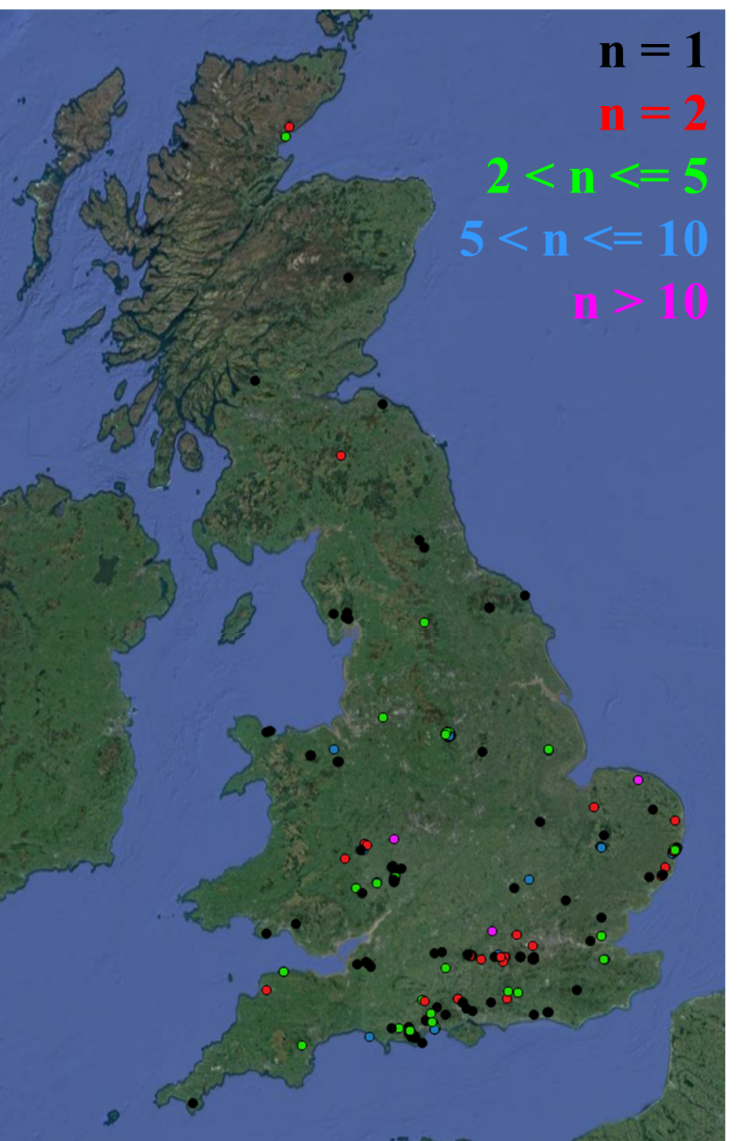 n = 1
n = 2
2 < n <= 5
5 < n <= 10
n > 10